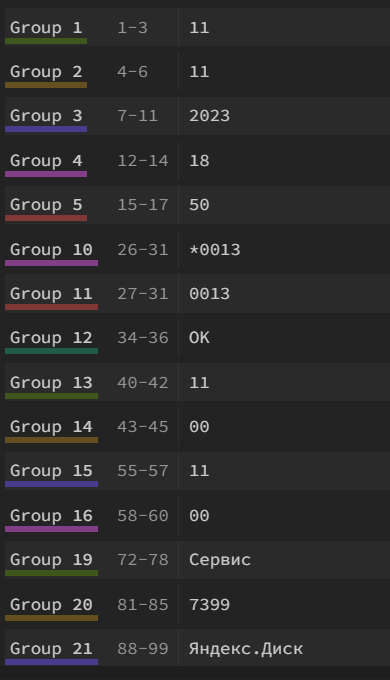 Group 1 1-3 11
Group 2 4-6 11
Group 3 7-11 2023
Group 4 12-14 18
Group 5 15-17 50
Group 10 26-31 *0013
Group 11 27-31 0013
Group 12 34-36 OK
Group 13 40-42 11
Group 14 43-45 00
Group 15 55-57 11
Group 16 58-60 00
Group 19 72-78 Сервис
Group 20 81-85 7399
Group 21 88-99 Яндекс.Диск